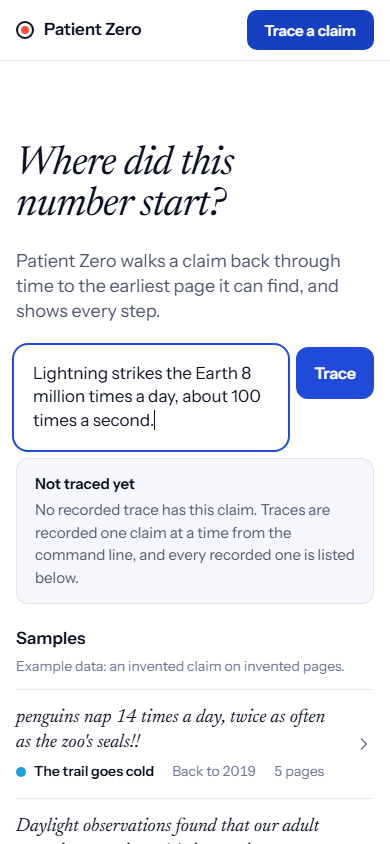 Patient Zero
Trace a claim
Where did this
number start?
Patient Zero walks a claim back through
time to the earliest page it can find, and
shows every step.
Lightning strikes the Earth 8
million times a day, about 100
times a second.
Trace
Not traced yet
No recorded trace has this claim. Traces are
recorded one claim at a time from the
command line, and every recorded one is listed
below.
Samples
Example data: an invented claim on invented pages.
penguins nap 14 times a day, twice as often
as the zoo's seals!!
The trail goes cold
Back to 2019
5 pages
Daylight observations found that our adult